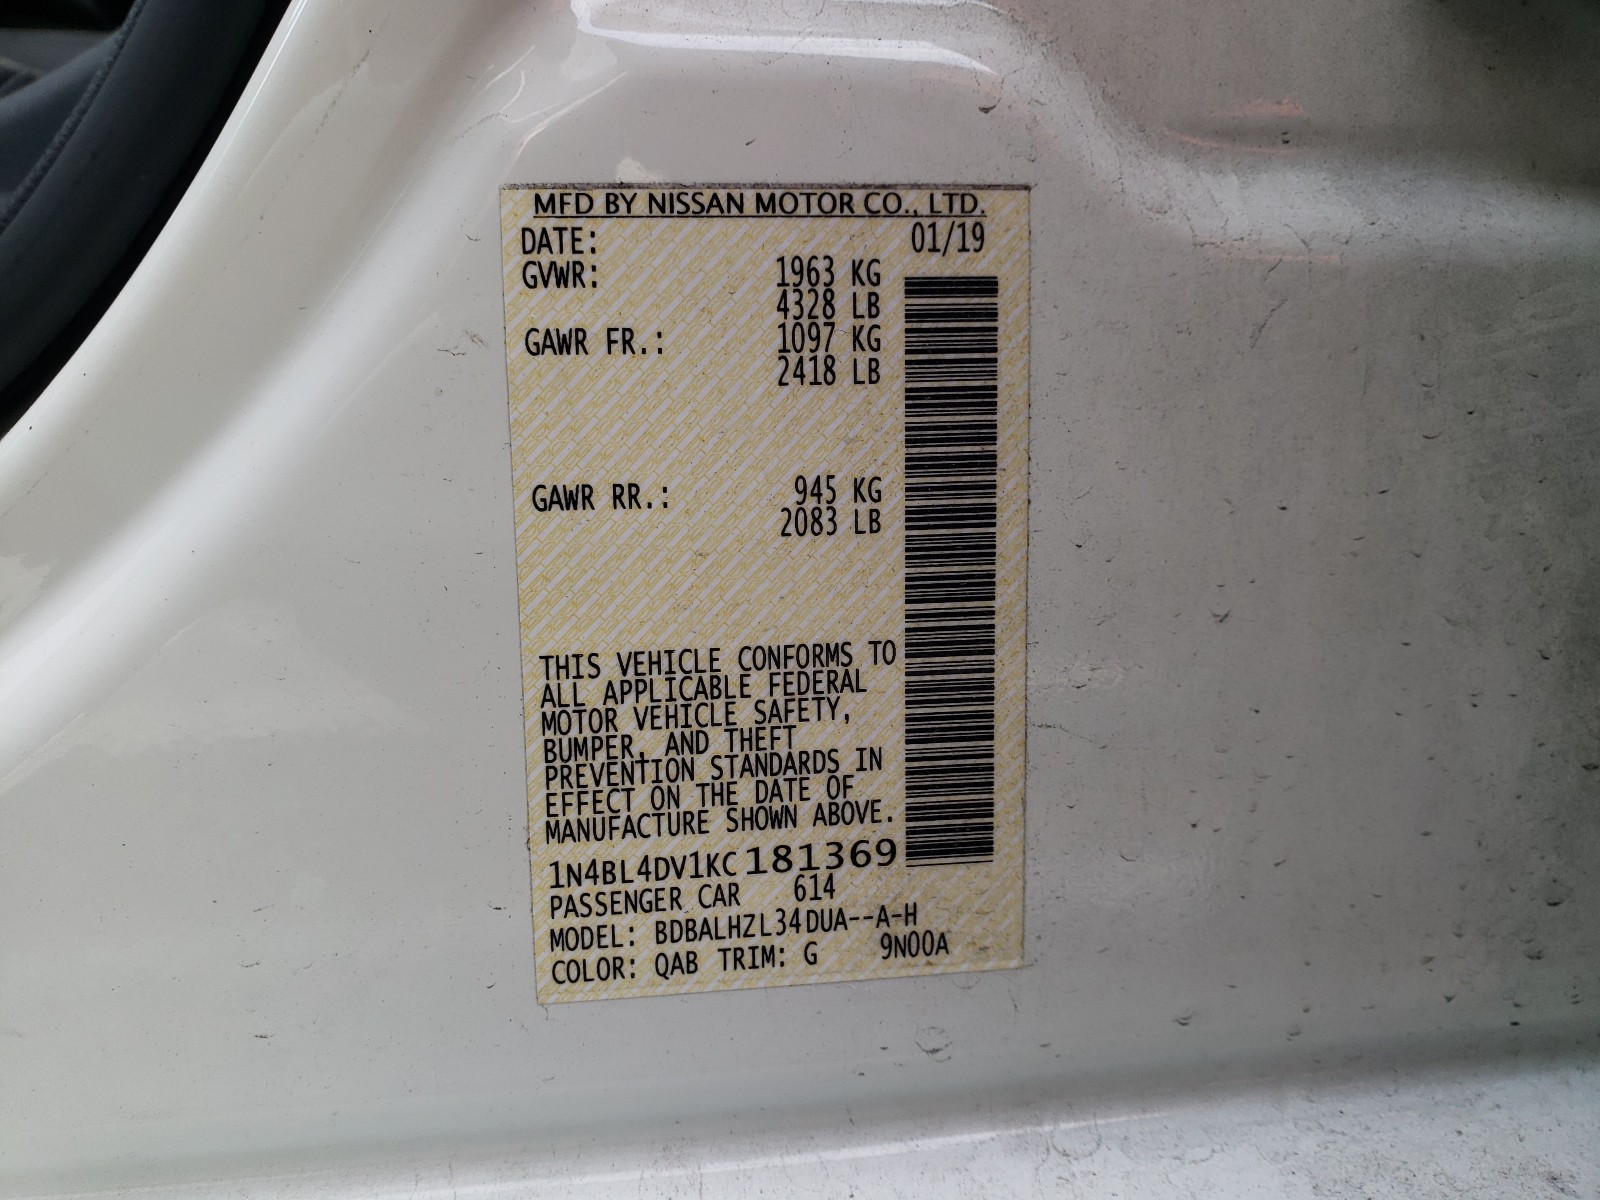 MFD BY NISSAN MOTOR CO., LTD.
DATE: 01/19
GVWR: 1963 KG
4328 LB
GAWR FR.: 1097 KG
2418 LB
GAWR RR.: 945 KG
2083 LB
THIS VEHICLE CONFORMS TO
ALL APPLICABLE FEDERAL
MOTOR VEHICLE SAFETY,
BUMPER, AND THEFT
PREVENTION STANDARDS IN
EFFECT ON THE DATE OF
MANUFACTURE SHOWN ABOVE.
1N4BL4DV1KC181369
PASSENGER CAR 614
MODEL: BDBALHZL34DUA--A-H
COLOR: QAB TRIM: G 9N00A